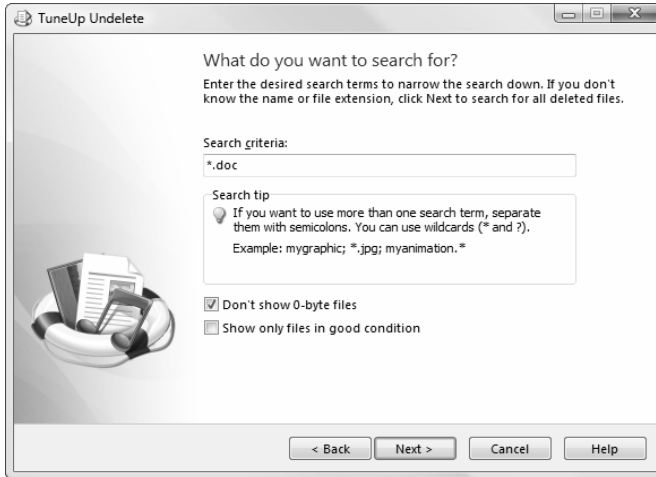 TuneUp Undelete
What do you want to search for?
Enter the desired search terms to narrow the search down. If you don't
know the name or file extension, click Next to search for all deleted files.
Search criteria:
*.doc
Search tip
If you want to use more than one search term, separate
them with semicolons. You can use wildcards (* and ?).
Example: mygraphic; *.jpg; myanimation.*
Don't show 0-byte files
Show only files in good condition
< Back Next > Cancel Help